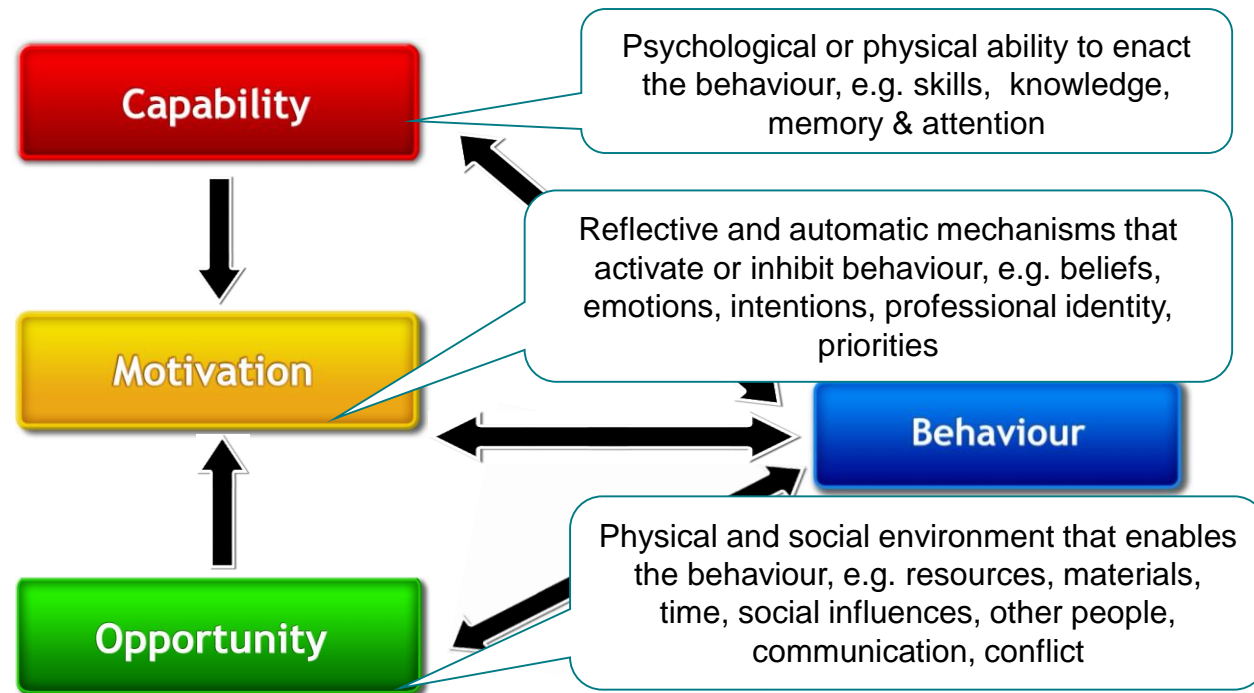 Psychological or physical ability to enact
the behaviour, e.g. skills, knowledge,
memory & attention
Capability
Reflective and automatic mechanisms that
activate or inhibit behaviour, e.g. beliefs,
emotions, intentions, professional identity,
priorities
Motivation
Behaviour
Physical and social environment that enables
the behaviour, e.g. resources, materials,
time, social influences, other people,
communication, conflict
Opportunity